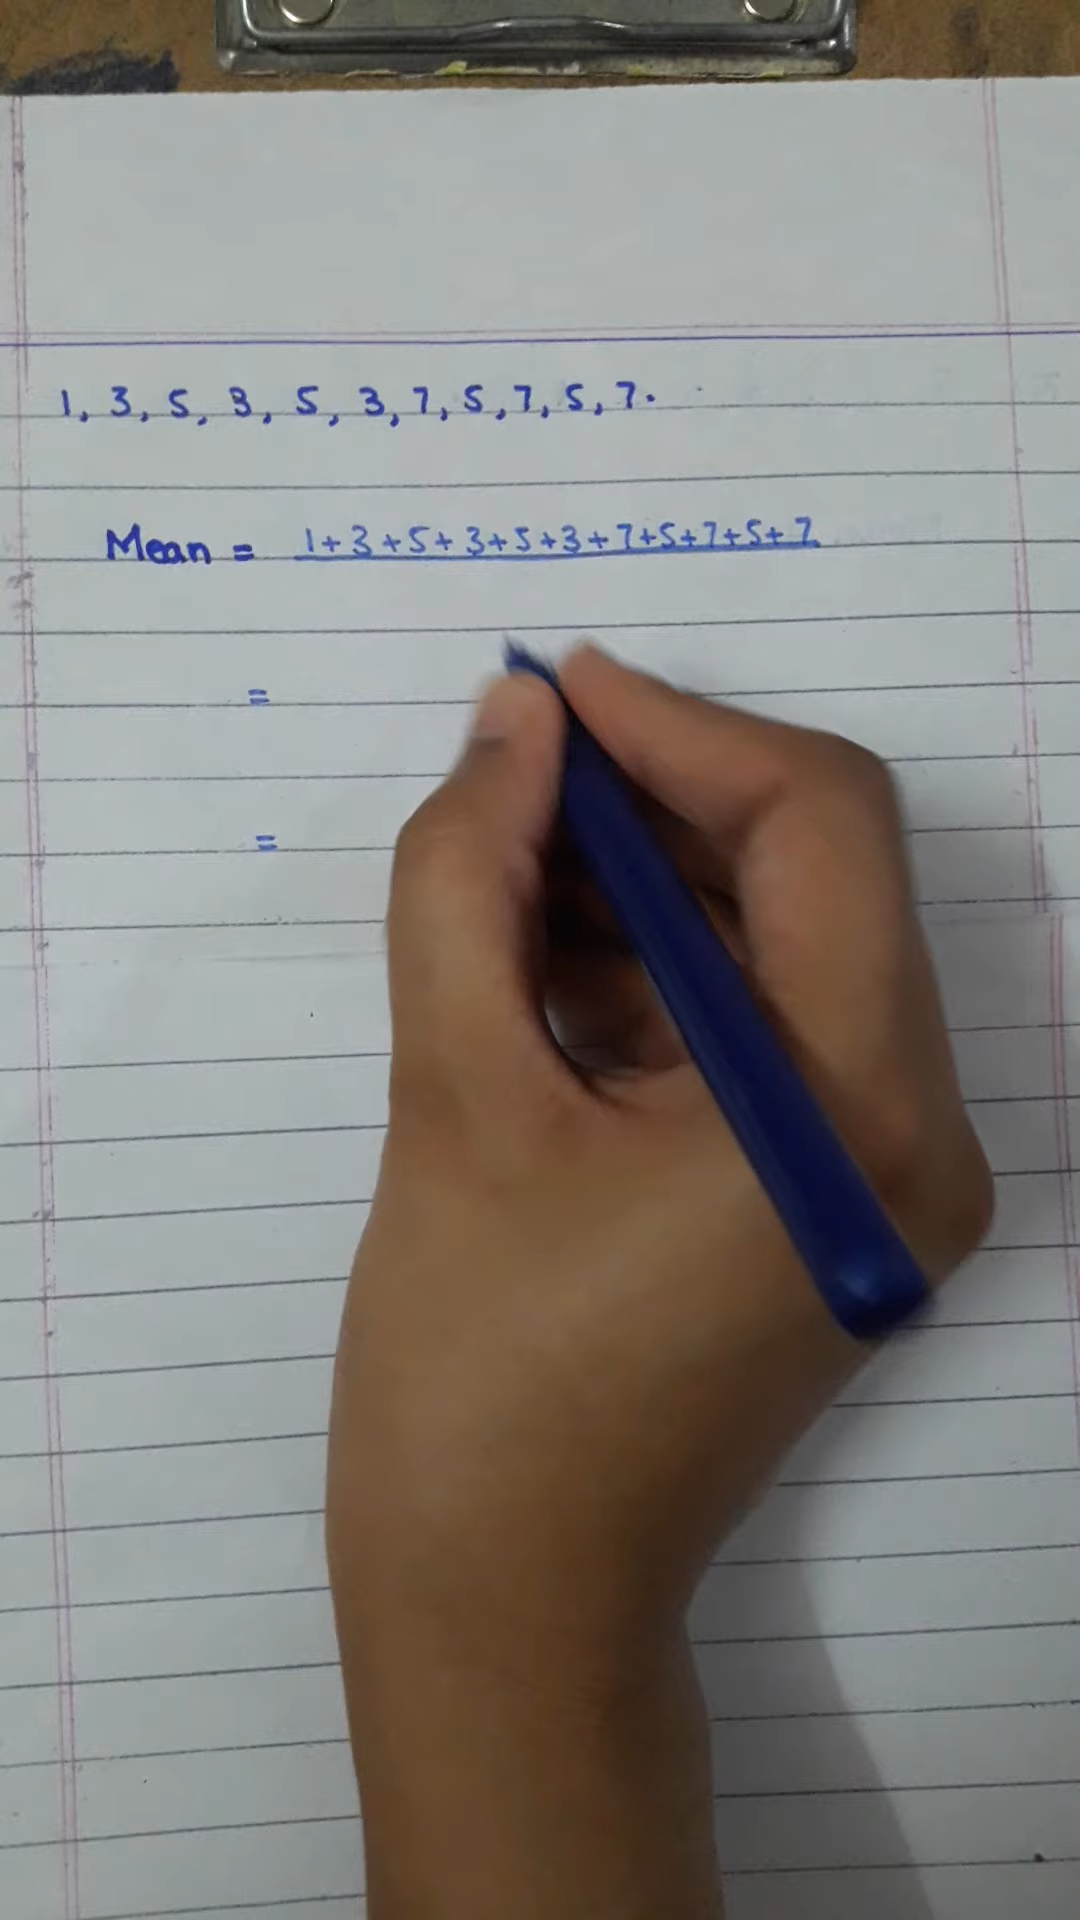 1, 3, 5, 3, 5, 3, 7, 5, 7, 5, 7.
Mean = 1+3+5+3+5+3+7+5+7+5+7
=
=